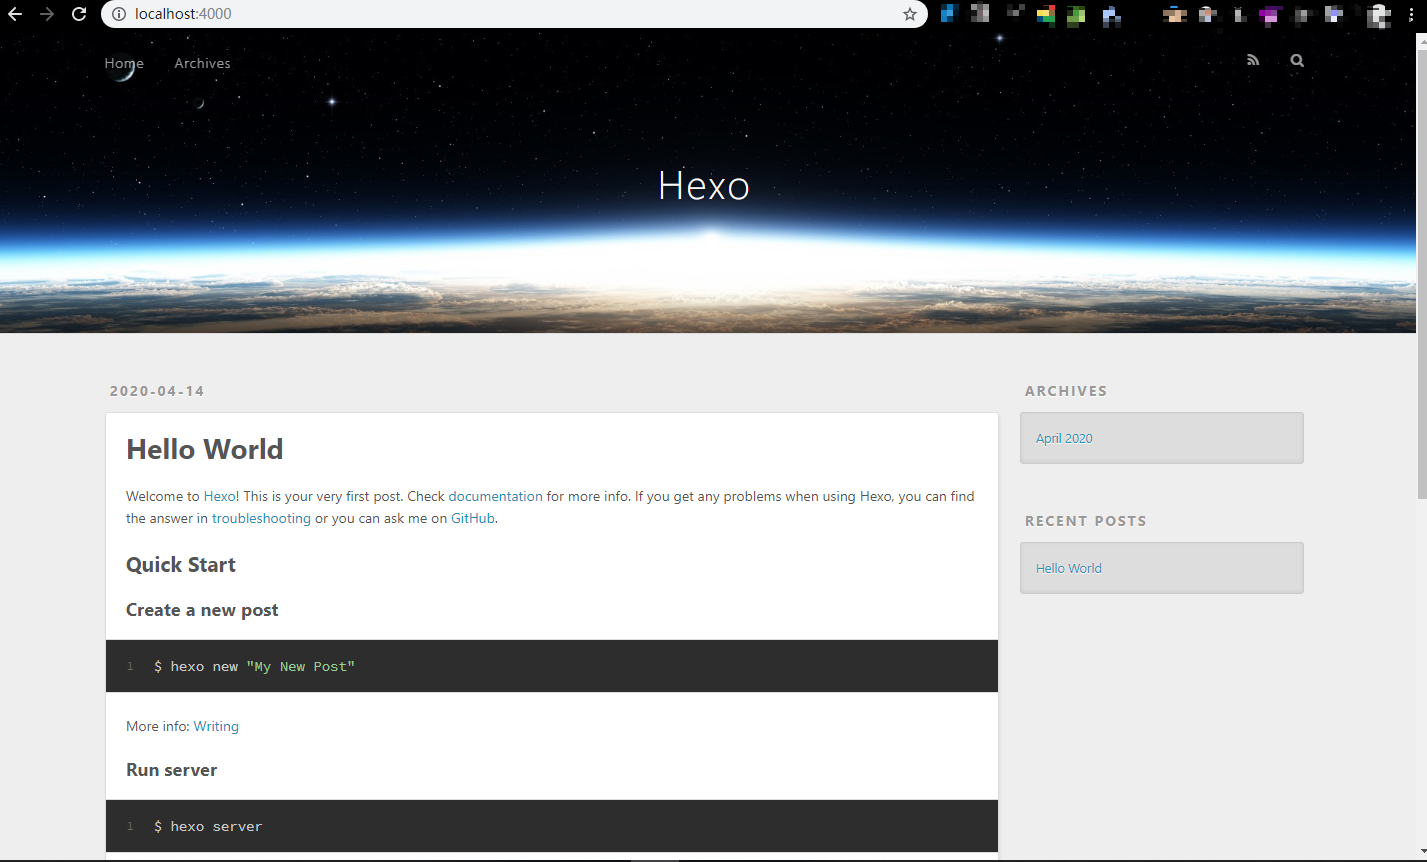 localhost:4000
Home Archives
Hexo
2020-04-14
Hello World
Welcome to Hexo! This is your very first post. Check documentation for more info. If you get any problems when using Hexo, you can find
the answer in troubleshooting or you can ask me on GitHub.
Quick Start
Create a new post
1 $ hexo new "My New Post"
More info: Writing
Run server
1 $ hexo server
ARCHIVES
April 2020
RECENT POSTS
Hello World